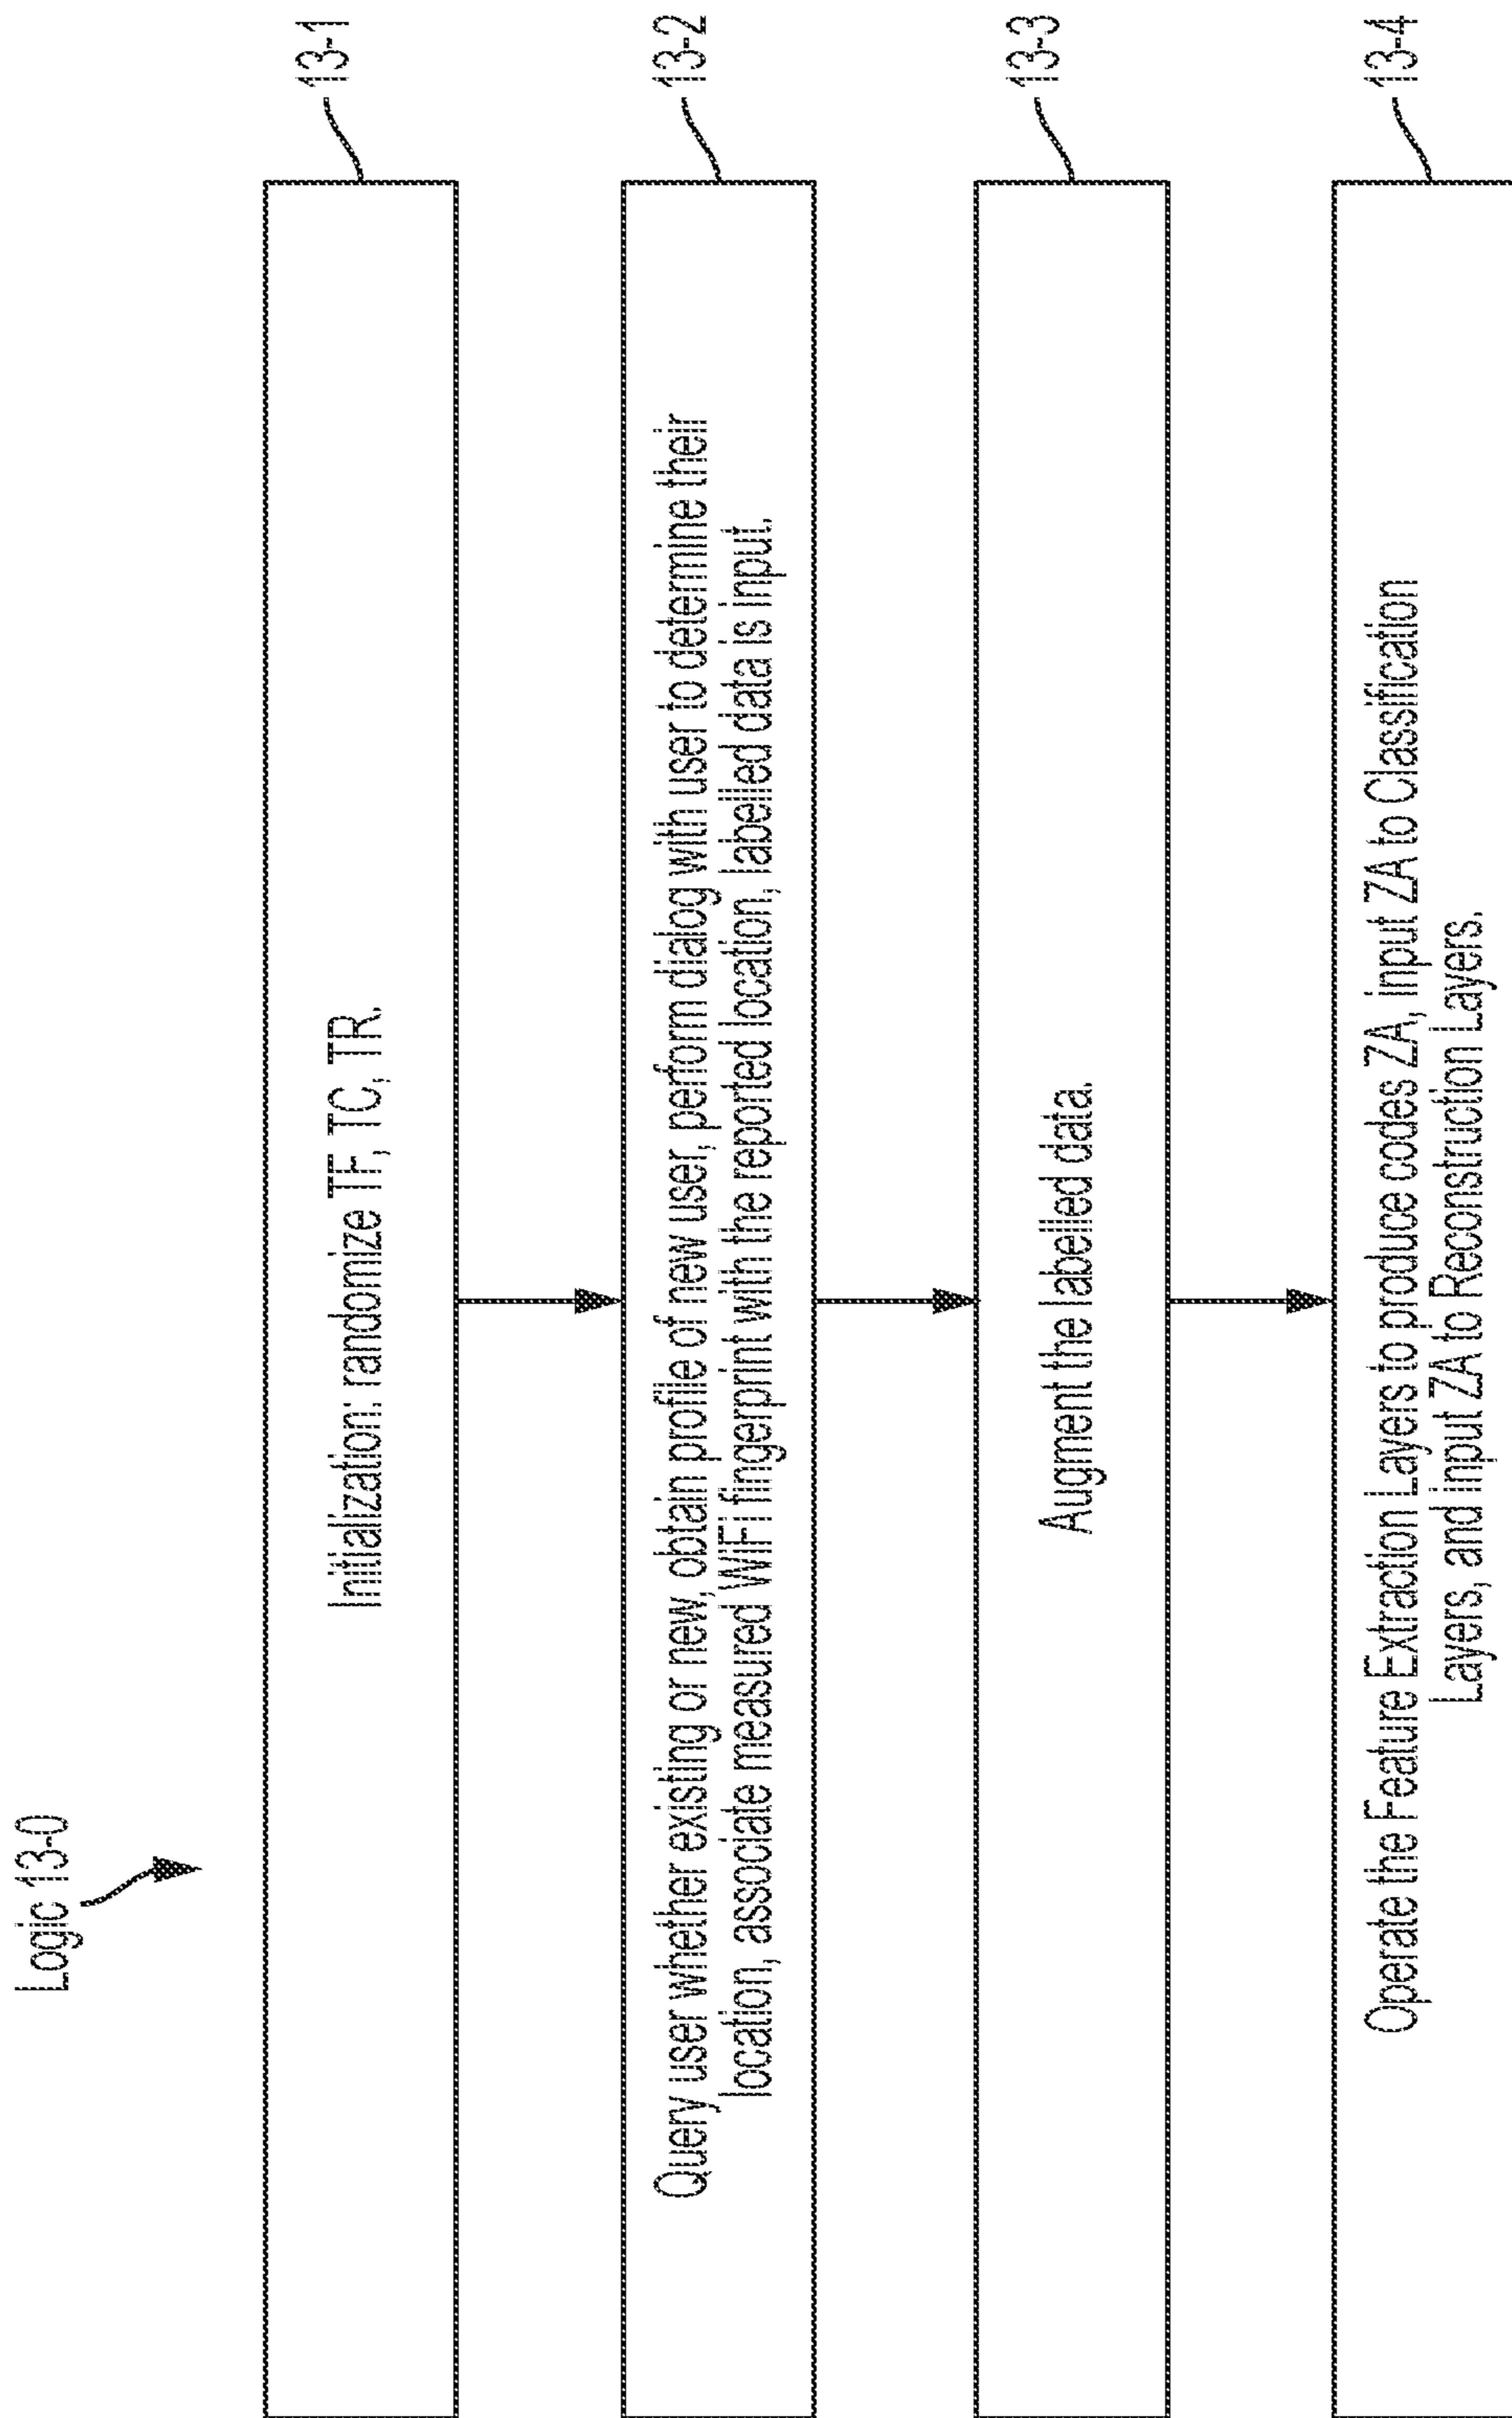 Logic 13-0
13-1
Initialization: randomize TF, TC, TR.
13-2
Query user whether existing or new, obtain profile of new user, perform dialog with user to determine their
location, associate measured WiFi fingerprint with the reported location, labelled data is input.
13-3
Augment the labelled data.
13-4
Operate the Feature Extraction Layers to produce codes ZA, input ZA to Classification
Layers, and input ZA to Reconstruction Layers.